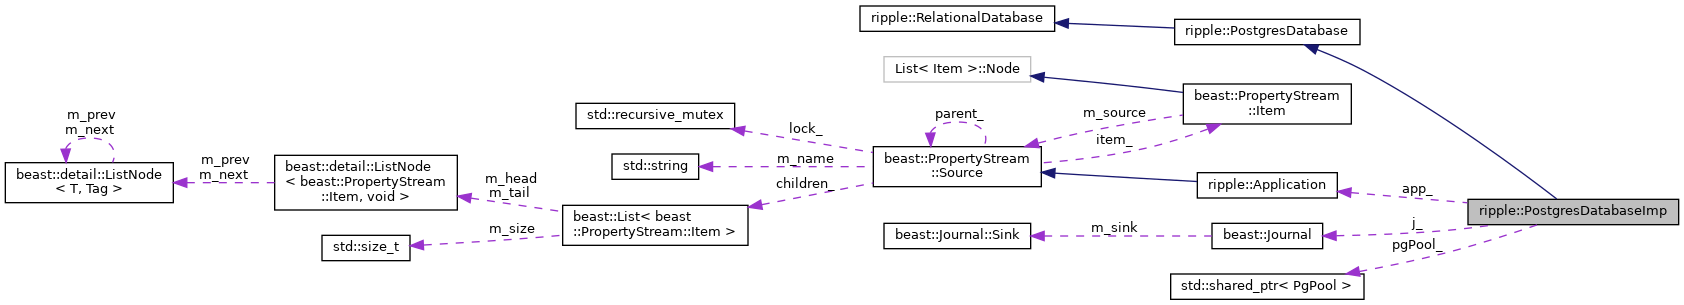 ripple::RelationalDatabase
ripple::PostgresDatabase
List< Item >::Node
beast::PropertyStream
::Item
m_source
item_
std::recursive_mutex
lock_
parent_
m_name
std::string
beast::PropertyStream
::Source
children_
m_prev
m_next
beast::detail::ListNode
< T, Tag >
m_prev
m_next
beast::detail::ListNode
< beast::PropertyStream
::Item, void >
m_head
m_tail
m_size
std::size_t
beast::List< beast
::PropertyStream::Item >
ripple::Application
app_
ripple::PostgresDatabaseImp
beast::Journal::Sink
m_sink
beast::Journal
j_
pgPool_
std::shared_ptr< PgPool >